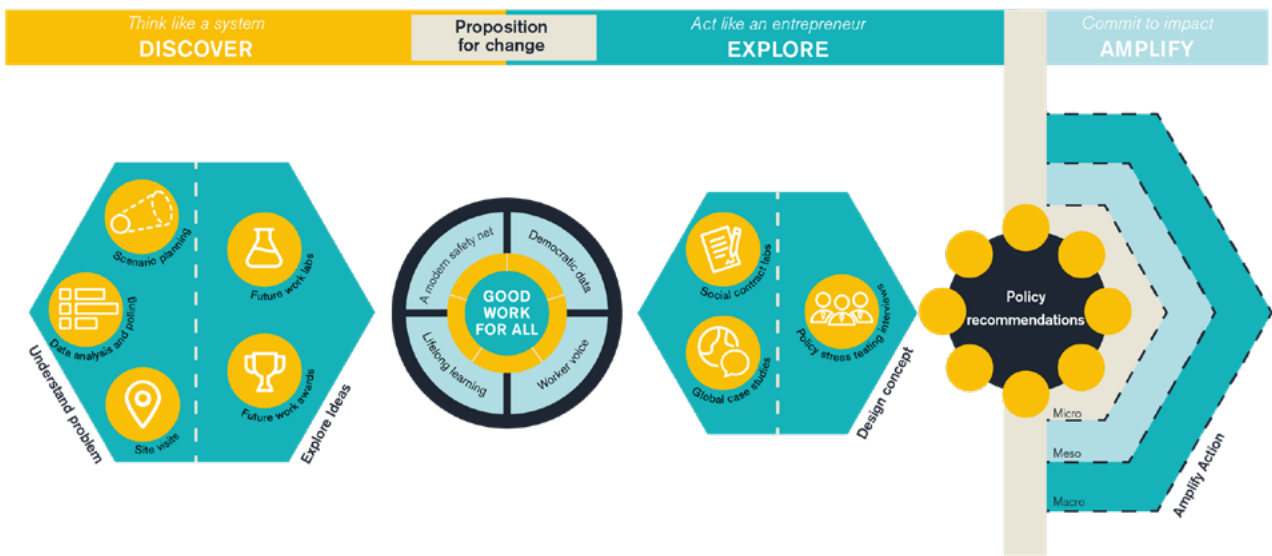 Think like a system
DISCOVER
Proposition
for change
Act like an entrepreneur
EXPLORE
Commit to impact
AMPLIFY
Scenario planning
Data analysis and polling
Site visits
Understand problem
Future work labs
Future work awards
Explore Ideas
A modern safety net
Democratic data
Lifelong learning
Worker voice
GOOD
WORK
FOR ALL
Social contract labs
Global case studies
Policy stress testing interviews
Design concept
Policy
recommendations
Micro
Meso
Macro
Amplify Action